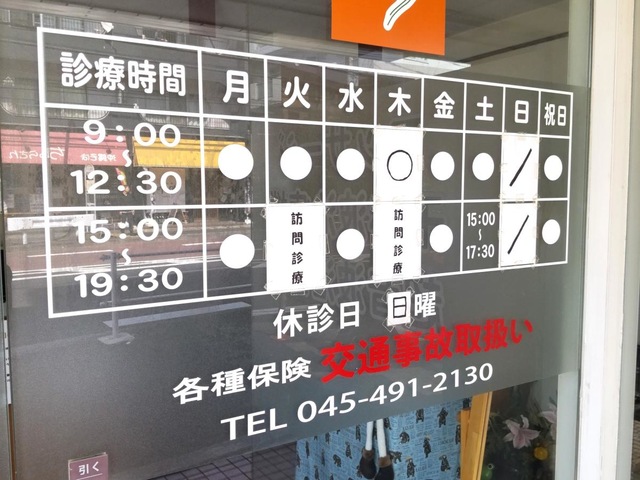 診療時間 月 火 水 木 金 土 日 祝日
9:00〜12:30 ● ● ● ○ ● ● / ●
15:00〜19:30 ● 訪問診療 ● 訪問診療 ● 15:00〜17:30 / ●
休診日 日曜
各種保険 交通事故取扱い
TEL 045-491-2130
引く